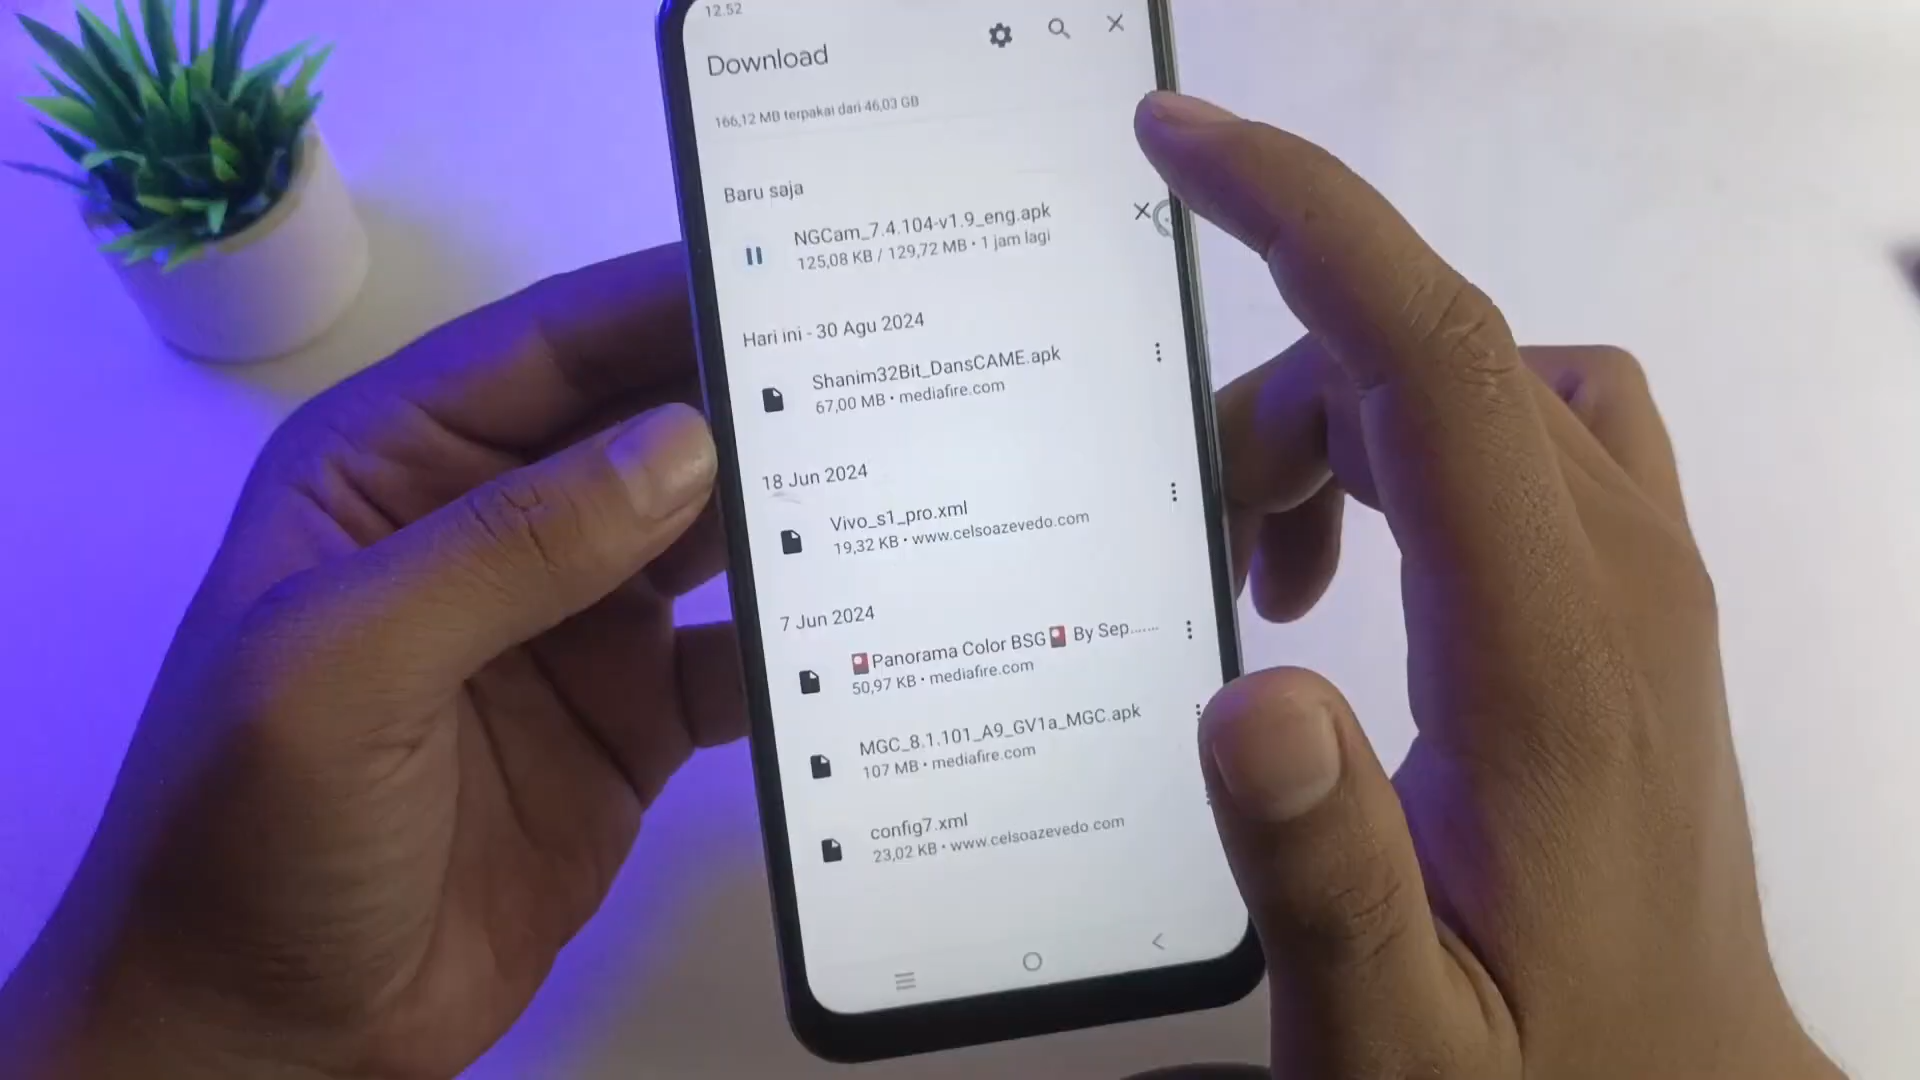 12.52
Download
166,12 MB terpakai dari 46,03 GB
Baru saja
NGCam_7.4.104-v1.9_eng.apk
125,08 KB / 129,72 MB • 1 jam lagi
Hari ini - 30 Agu 2024
Shanim32Bit_DansCAME.apk
67,00 MB • mediafire.com
18 Jun 2024
Vivo_s1_pro.xml
19,32 KB • www.celsoazevedo.com
7 Jun 2024
🎴Panorama Color BSG🎴 By Sep.......
50,97 KB • mediafire.com
MGC_8.1.101_A9_GV1a_MGC.apk
107 MB • mediafire.com
config7.xml
23,02 KB • www.celsoazevedo.com